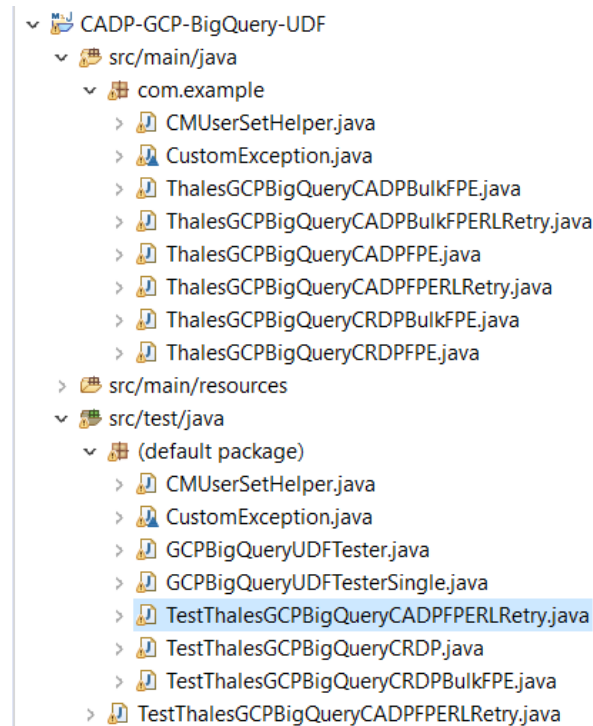 CADP-GCP-BigQuery-UDF
src/main/java
com.example
CMUserSetHelper.java
CustomException.java
ThalesGCPBigQueryCADPBulkFPE.java
ThalesGCPBigQueryCADPBulkFPERLRetry.java
ThalesGCPBigQueryCADPFPE.java
ThalesGCPBigQueryCADPFPERLRetry.java
ThalesGCPBigQueryCRDPBulkFPE.java
ThalesGCPBigQueryCRDPFPE.java
src/main/resources
src/test/java
(default package)
CMUserSetHelper.java
CustomException.java
GCPBigQueryUDFTester.java
GCPBigQueryUDFTesterSingle.java
TestThalesGCPBigQueryCADPFPERLRetry.java
TestThalesGCPBigQueryCRDP.java
TestThalesGCPBigQueryCRDPBulkFPE.java
TestThalesGCPBigQueryCADPFPERLRetry.java